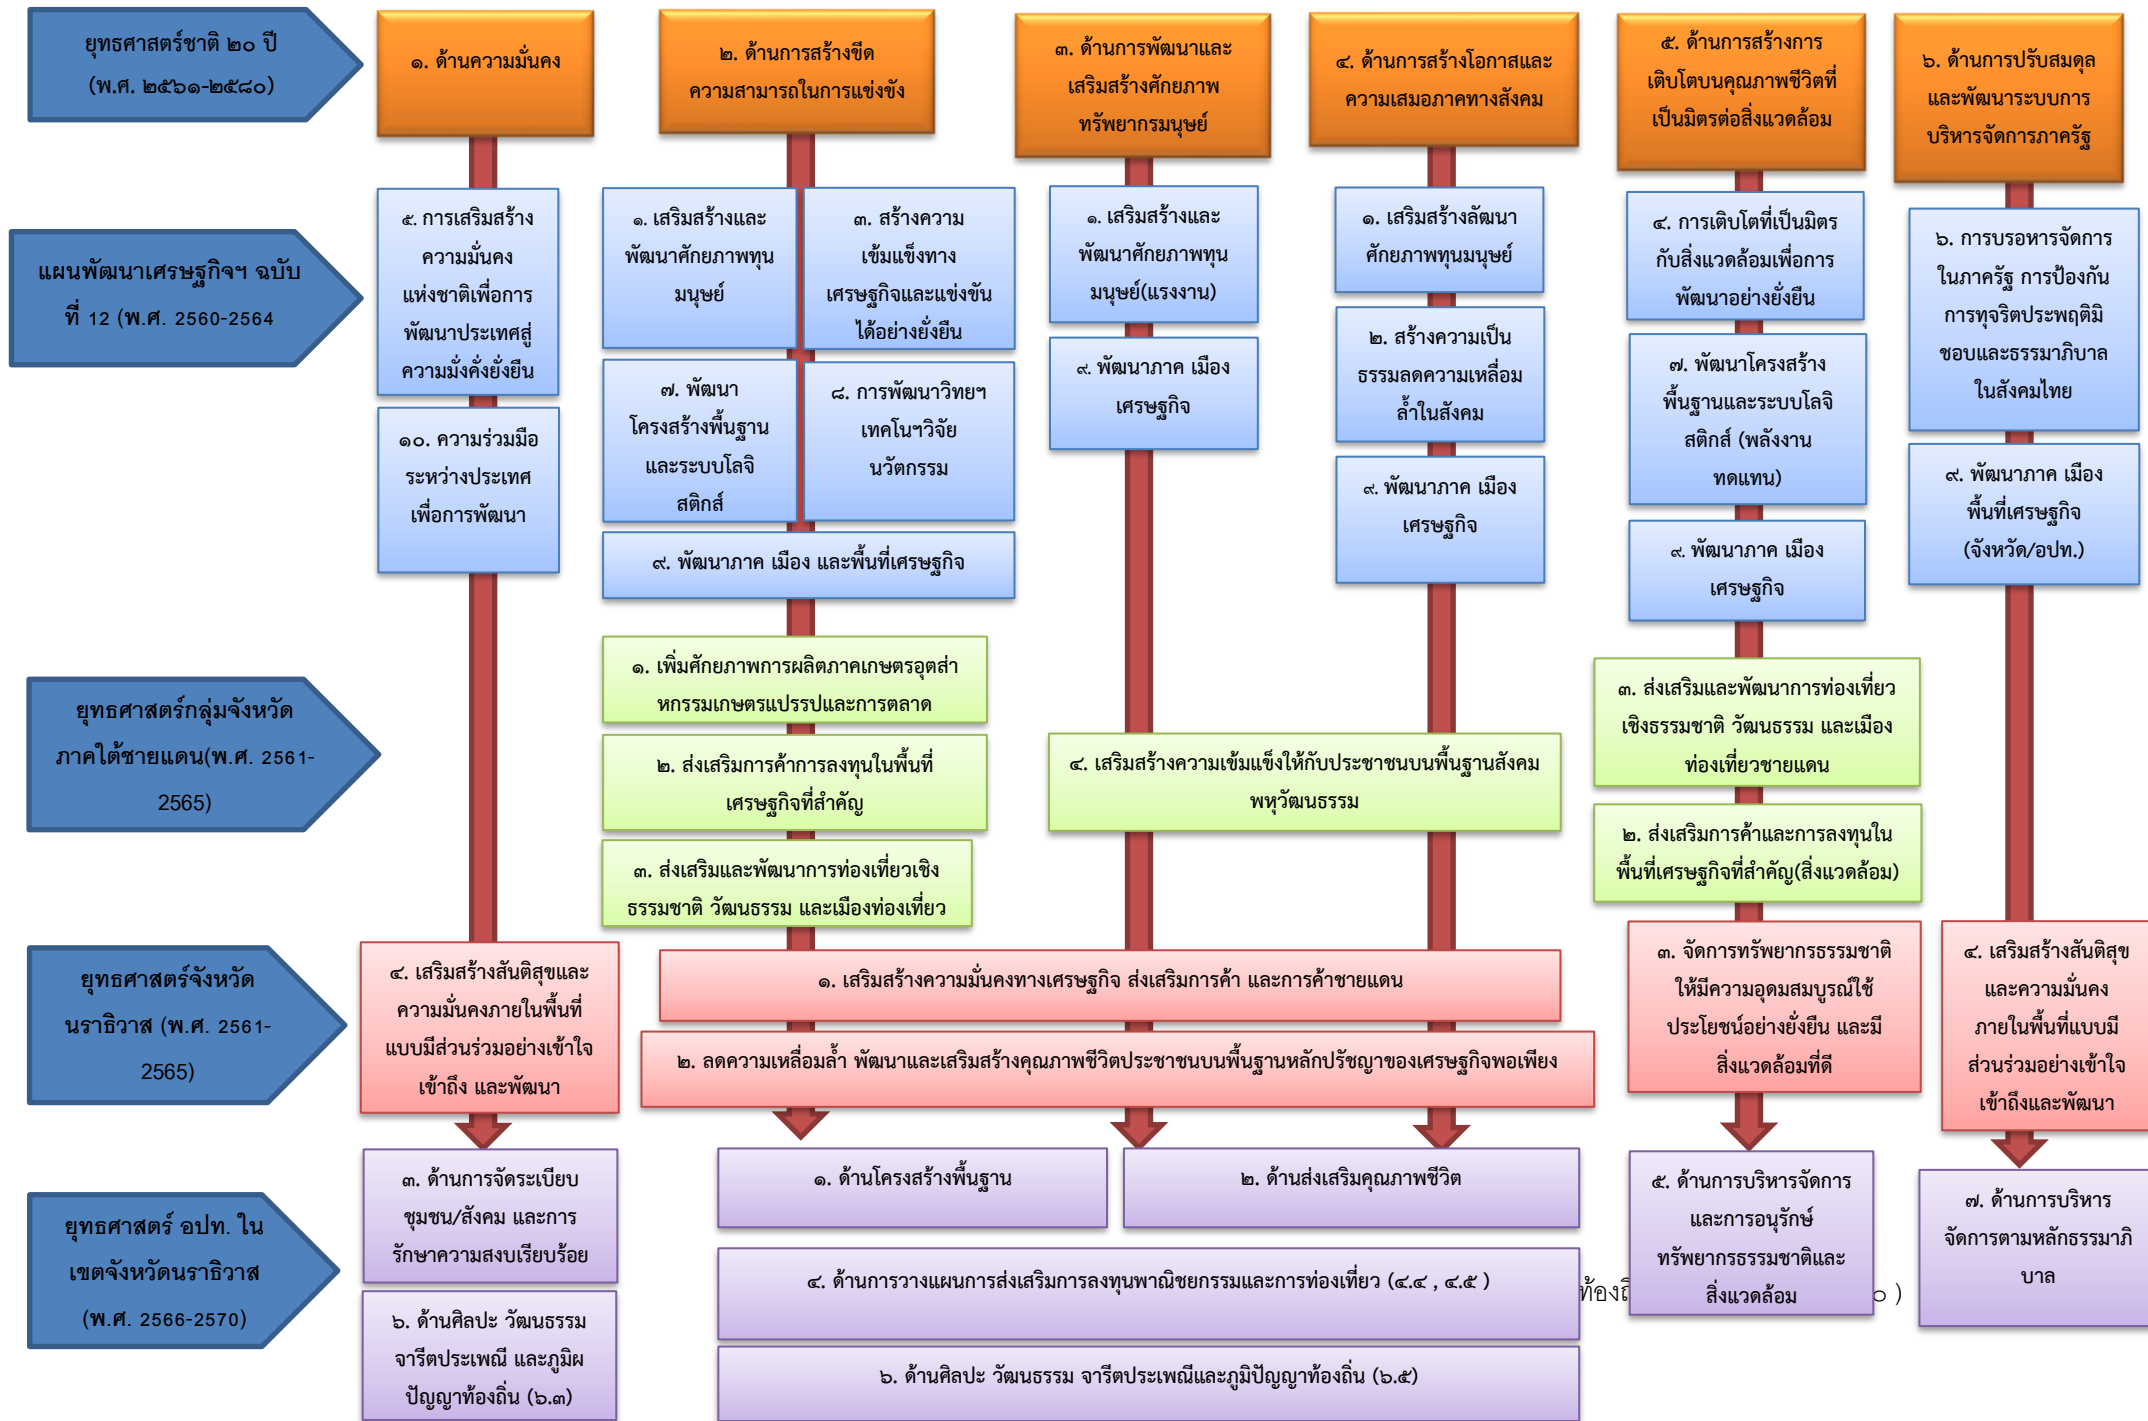 ยุทธศาสตร์ชาติ ๒๐ ปี
(พ.ศ. ๒๕๖๑-๒๕๘๐)
๑. ด้านความมั่นคง
๒. ด้านการสร้างขีด
ความสามารถในการแข่งขัง
๓. ด้านการพัฒนาและ
เสริมสร้างศักยภาพ
ทรัพยากรมนุษย์
๔. ด้านการสร้างโอกาสและ
ความเสมอภาคทางสังคม
๕. ด้านการสร้างการ
เติบโตบนคุณภาพชีวิตที่
เป็นมิตรต่อสิ่งแวดล้อม
๖. ด้านการปรับสมดุล
และพัฒนาระบบการ
บริหารจัดการภาครัฐ
แผนพัฒนาเศรษฐกิจฯ ฉบับ
ที่ 12 (พ.ศ. 2560-2564
๕. การเสริมสร้าง
ความมั่นคง
แห่งชาติเพื่อการ
พัฒนาประเทศสู่
ความมั่งคั่งยั่งยืน
๑๐. ความร่วมมือ
ระหว่างประเทศ
เพื่อการพัฒนา
๑. เสริมสร้างและ
พัฒนาศักยภาพทุน
มนุษย์
๓. สร้างความ
เข้มแข็งทาง
เศรษฐกิจและแข่งขัน
ได้อย่างยั่งยืน
๗. พัฒนา
โครงสร้างพื้นฐาน
และระบบโลจิ
สติกส์
๘. การพัฒนาวิทยฯ
เทคโนฯวิจัย
นวัตกรรม
๙. พัฒนาภาค เมือง และพื้นที่เศรษฐกิจ
๑. เสริมสร้างและ
พัฒนาศักยภาพทุน
มนุษย์(แรงงาน)
๙. พัฒนาภาค เมือง
เศรษฐกิจ
๑. เสริมสร้างลัฒนา
ศักยภาพทุนมนุษย์
๒. สร้างความเป็น
ธรรมลดความเหลื่อม
ล้ำในสังคม
๙. พัฒนาภาค เมือง
เศรษฐกิจ
๔. การเติบโตที่เป็นมิตร
กับสิ่งแวดล้อมเพื่อการ
พัฒนาอย่างยั่งยืน
๗. พัฒนาโครงสร้าง
พื้นฐานและระบบโลจิ
สติกส์ (พลังงาน
ทดแทน)
๙. พัฒนาภาค เมือง
เศรษฐกิจ
๖. การบรอหารจัดการ
ในภาครัฐ การป้องกัน
การทุจริตประพฤติมิ
ชอบและธรรมาภิบาล
ในสังคมไทย
๙. พัฒนาภาค เมือง
พื้นที่เศรษฐกิจ
(จังหวัด/อปท.)
ยุทธศาสตร์กลุ่มจังหวัด
ภาคใต้ชายแดน(พ.ศ. 2561-
2565)
๑. เพิ่มศักยภาพการผลิตภาคเกษตรอุตส่า
หกรรมเกษตรแปรรูปและการตลาด
๒. ส่งเสริมการค้าการลงทุนในพื้นที่
เศรษฐกิจที่สำคัญ
๓. ส่งเสริมและพัฒนาการท่องเที่ยวเชิง
ธรรมชาติ วัฒนธรรม และเมืองท่องเที่ยว
๔. เสริมสร้างความเข้มแข็งให้กับประชาชนบนพื้นฐานสังคม
พหุวัฒนธรรม
๓. ส่งเสริมและพัฒนาการท่องเที่ยว
เชิงธรรมชาติ วัฒนธรรม และเมือง
ท่องเที่ยวชายแดน
๒. ส่งเสริมการค้าและการลงทุนใน
พื้นที่เศรษฐกิจที่สำคัญ(สิ่งแวดล้อม)
ยุทธศาสตร์จังหวัด
นราธิวาส (พ.ศ. 2561-
2565)
๔. เสริมสร้างสันติสุขและ
ความมั่นคงภายในพื้นที่
แบบมีส่วนร่วมอย่างเข้าใจ
เข้าถึง และพัฒนา
๑. เสริมสร้างความมั่นคงทางเศรษฐกิจ ส่งเสริมการค้า และการค้าชายแดน
๒. ลดความเหลื่อมล้ำ พัฒนาและเสริมสร้างคุณภาพชีวิตประชาชนบนพื้นฐานหลักปรัชญาของเศรษฐกิจพอเพียง
๓. จัดการทรัพยากรธรรมชาติ
ให้มีความอุดมสมบูรณ์ใช้
ประโยชน์อย่างยั่งยืน และมี
สิ่งแวดล้อมที่ดี
๔. เสริมสร้างสันติสุข
และความมั่นคง
ภายในพื้นที่แบบมี
ส่วนร่วมอย่างเข้าใจ
เข้าถึงและพัฒนา
ยุทธศาสตร์ อปท. ใน
เขตจังหวัดนราธิวาส
(พ.ศ. 2566-2570)
๓. ด้านการจัดระเบียบ
ชุมชน/สังคม และการ
รักษาความสงบเรียบร้อย
๖. ด้านศิลปะ วัฒนธรรม
จารีตประเพณี และภูมิผ
ปัญญาท้องถิ่น (๖.๓)
๑. ด้านโครงสร้างพื้นฐาน
๒. ด้านส่งเสริมคุณภาพชีวิต
๔. ด้านการวางแผนการส่งเสริมการลงทุนพาณิชยกรรมและการท่องเที่ยว (๔.๔ , ๔.๕ )
๖. ด้านศิลปะ วัฒนธรรม จารีตประเพณีและภูมิปัญญาท้องถิ่น (๖.๕)
๕. ด้านการบริหารจัดการ
และการอนุรักษ์
ทรัพยากรธรรมชาติและ
สิ่งแวดล้อม
๗. ด้านการบริหาร
จัดการตามหลักธรรมาภิ
บาล